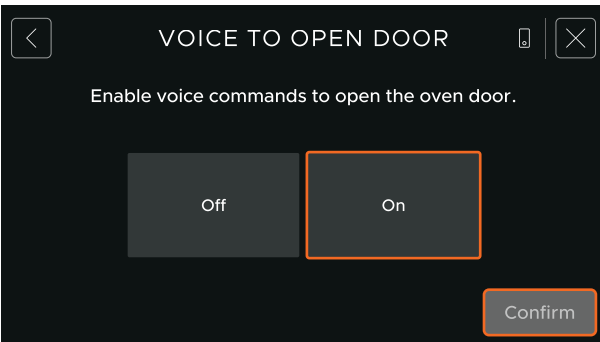 VOICE TO OPEN DOOR
Enable voice commands to open the oven door.
Off
On
Confirm